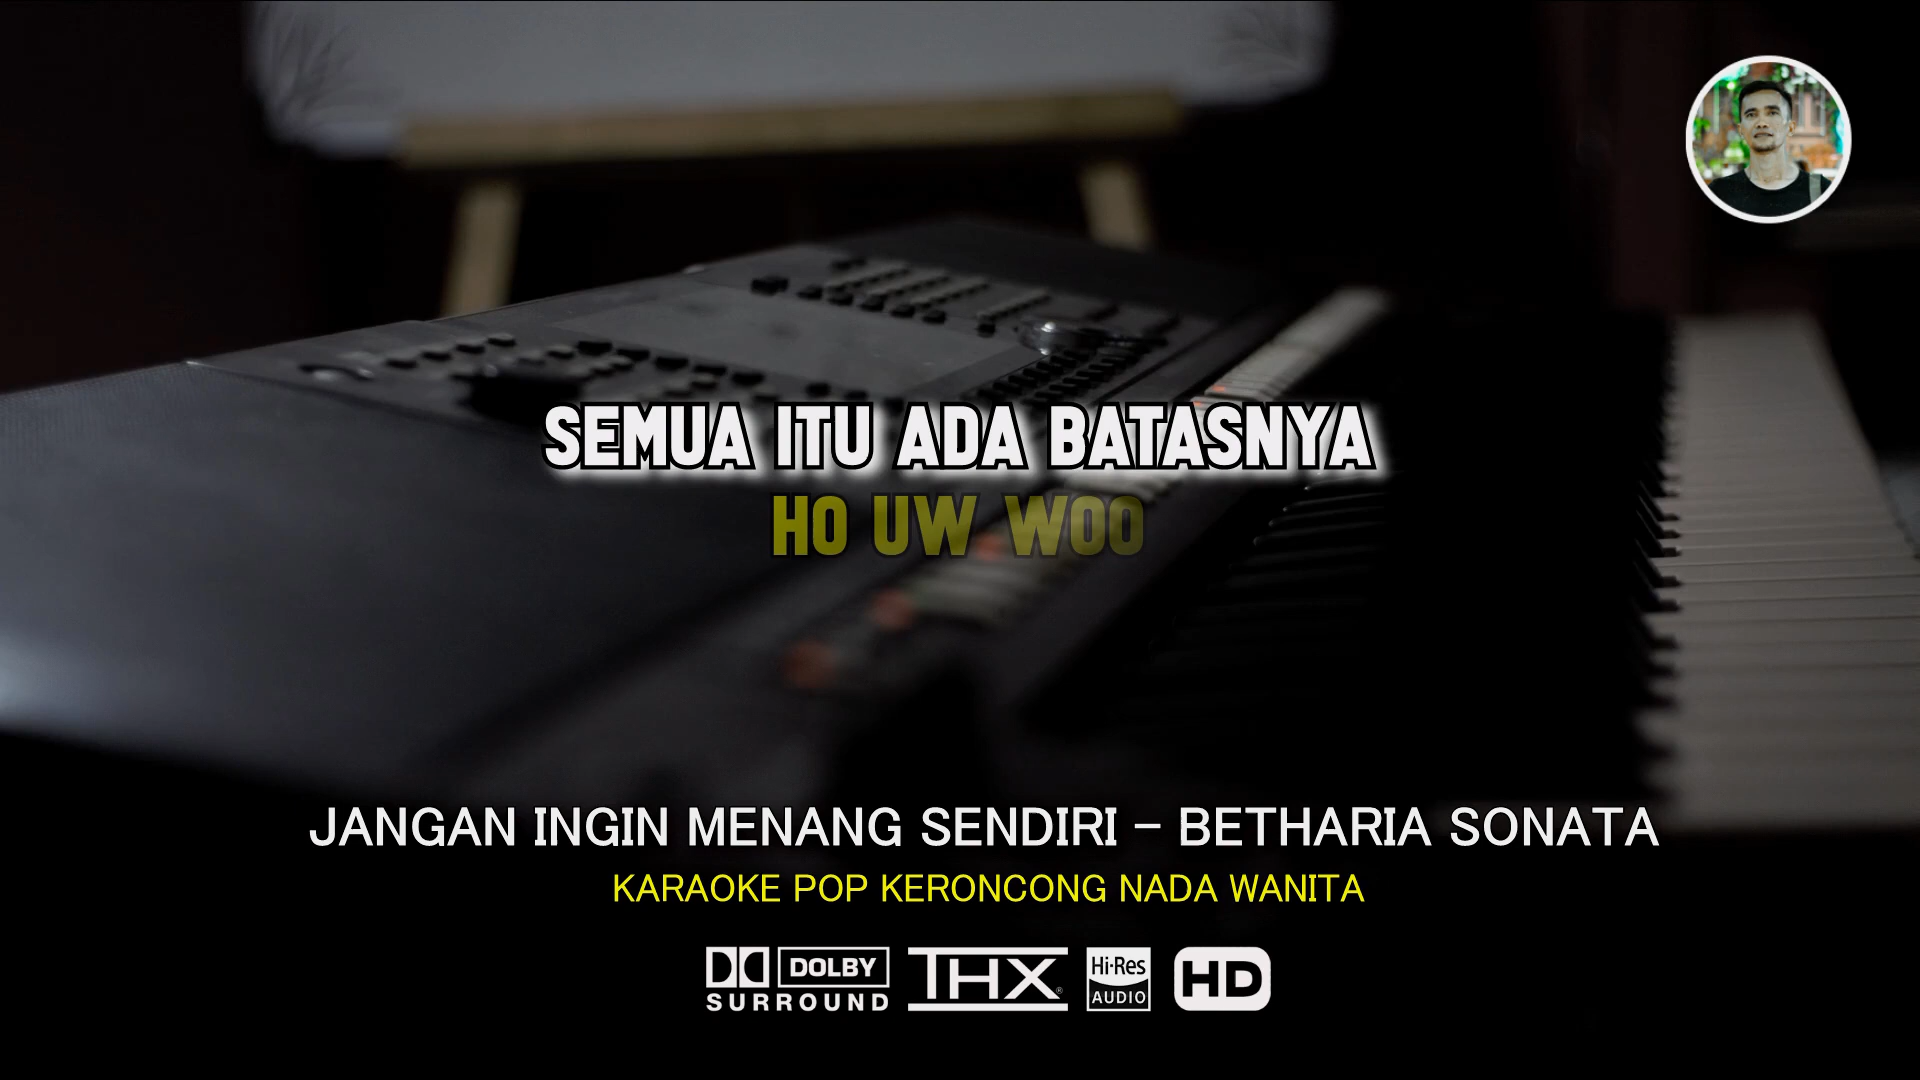 SEMUA ITU ADA BATASNYA
HO UW WOO
JANGAN INGIN MENANG SENDIRI – BETHARIA SONATA
KARAOKE POP KERONCONG NADA WANITA
DOLBY
SURROUND
THX®
Hi-Res
AUDIO
HD